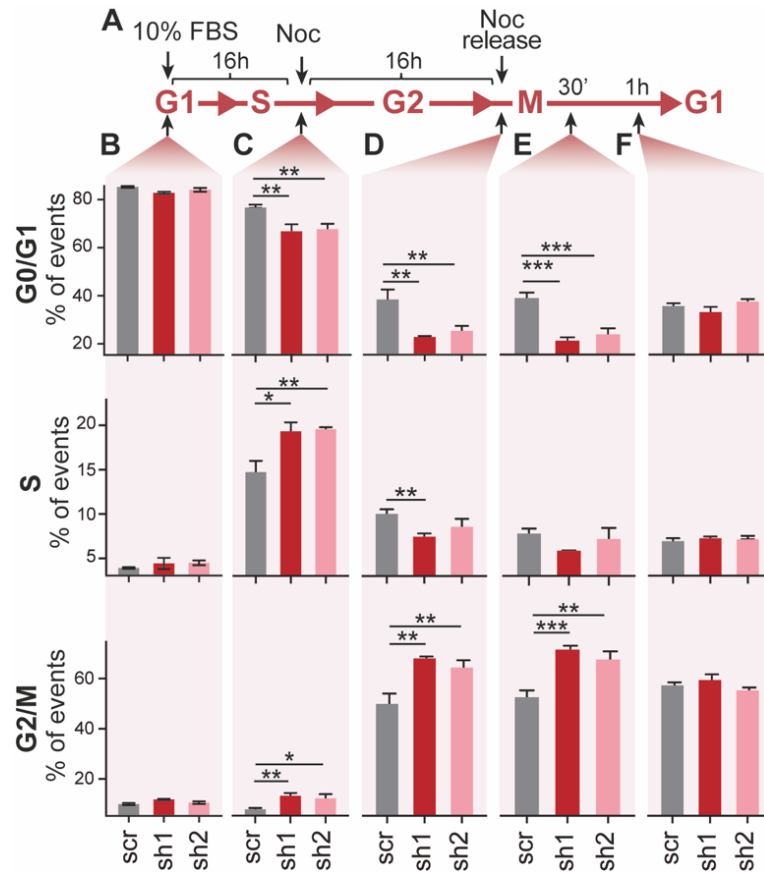 A
10% FBS
Noc
Noc
release
16h
16h
G1
S
G2
M
30’
1h
G1
B
C
D
E
F
G0/G1
% of events
80
60
40
20
**
**
**
**
***
***
S
% of events
20
15
10
5
**
*
**
G2/M
% of events
60
40
20
*
**
**
**
**
***
scr
sh1
sh2
scr
sh1
sh2
scr
sh1
sh2
scr
sh1
sh2
scr
sh1
sh2